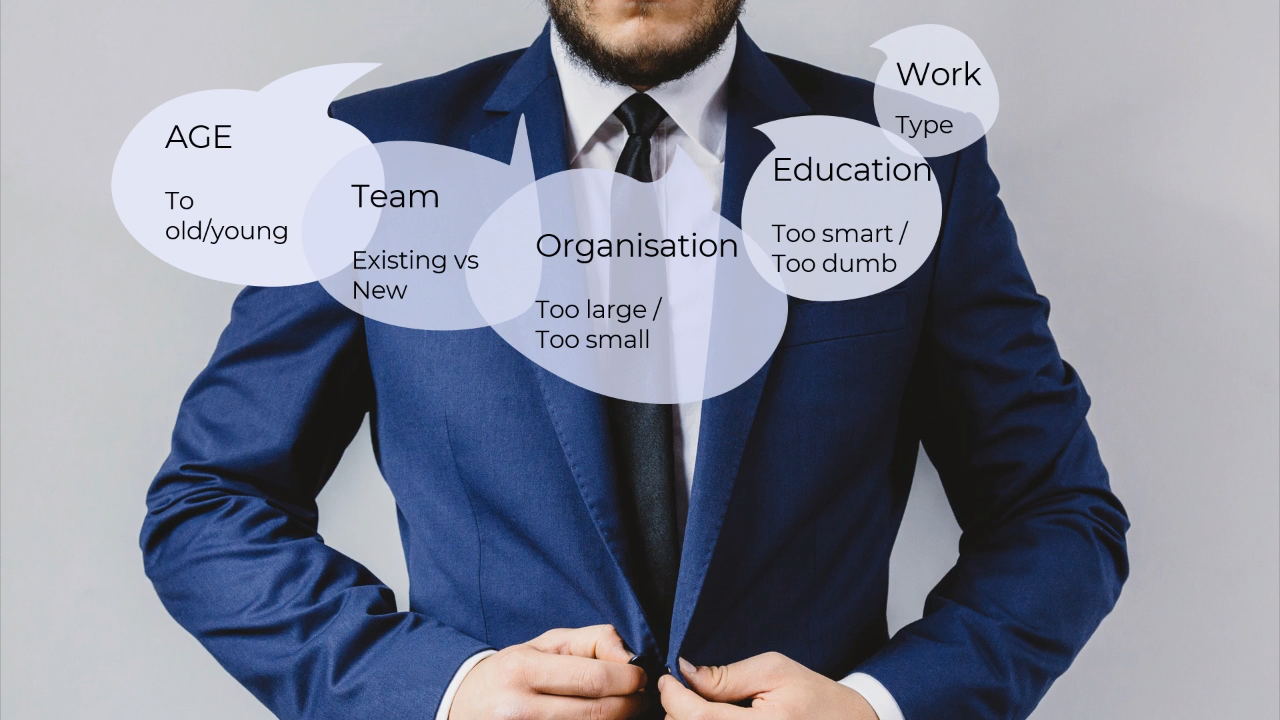 AGE
To
old/young
Team
Existing vs
New
Organisation
Too large /
Too small
Education
Too smart /
Too dumb
Work
Type